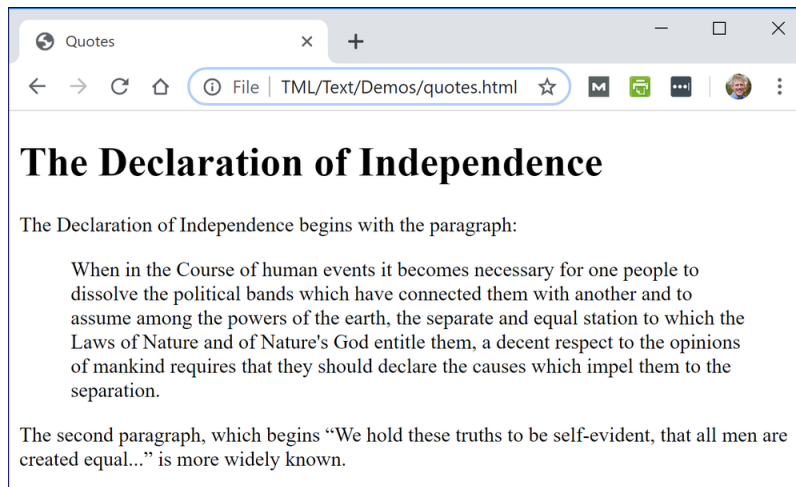 Quotes
File | TML/Text/Demos/quotes.html
The Declaration of Independence
The Declaration of Independence begins with the paragraph:
When in the Course of human events it becomes necessary for one people to
dissolve the political bands which have connected them with another and to
assume among the powers of the earth, the separate and equal station to which the
Laws of Nature and of Nature's God entitle them, a decent respect to the opinions
of mankind requires that they should declare the causes which impel them to the
separation.
The second paragraph, which begins “We hold these truths to be self-evident, that all men are
created equal...” is more widely known.